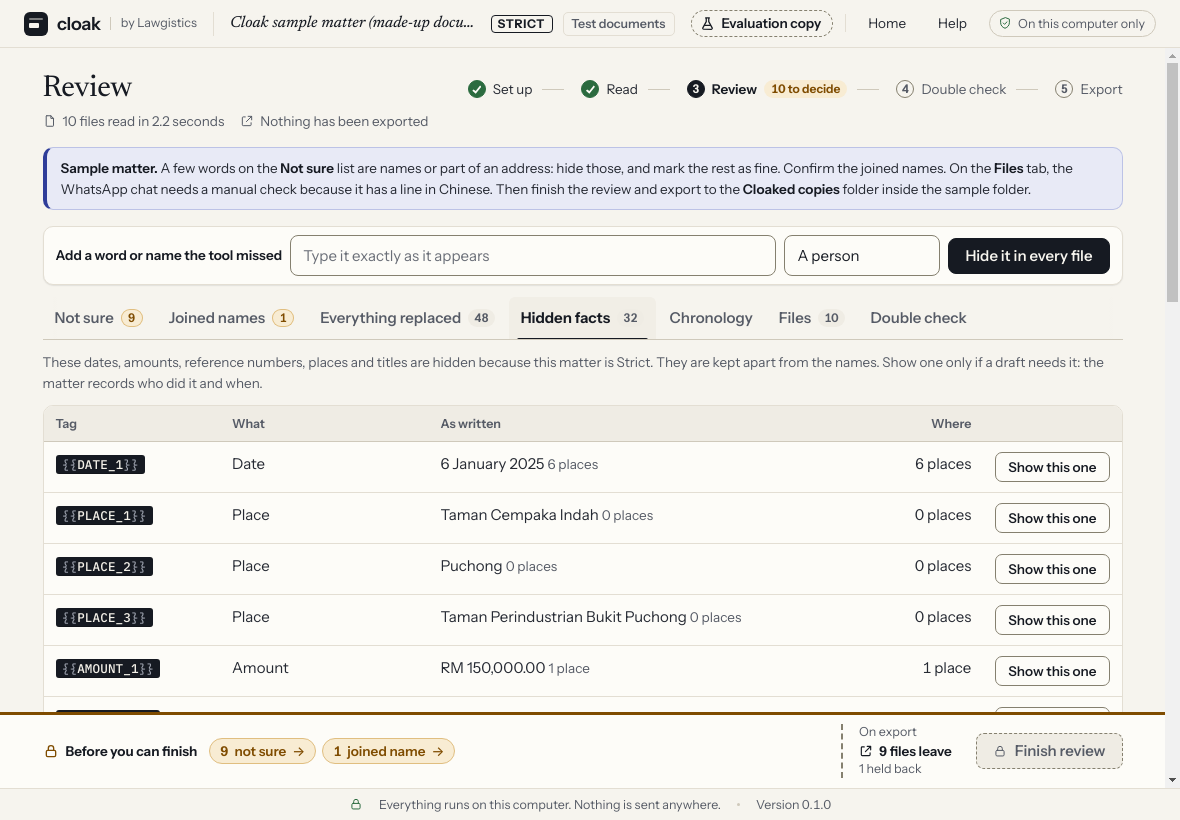 cloak by Lawgistics Cloak sample matter (made-up docu... STRICT Test documents Evaluation copy Home Help On this computer only
Review
Set up Read 3 Review 10 to decide 4 Double check 5 Export
10 files read in 2.2 seconds Nothing has been exported
Sample matter. A few words on the Not sure list are names or part of an address: hide those, and mark the rest as fine. Confirm the joined names. On the Files tab, the
WhatsApp chat needs a manual check because it has a line in Chinese. Then finish the review and export to the Cloaked copies folder inside the sample folder.
Add a word or name the tool missed Type it exactly as it appears A person Hide it in every file
Not sure 9 Joined names 1 Everything replaced 48 Hidden facts 32 Chronology Files 10 Double check
These dates, amounts, reference numbers, places and titles are hidden because this matter is Strict. They are kept apart from the names. Show one only if a draft needs it: the
matter records who did it and when.
Tag What As written Where
{{DATE_1}} Date 6 January 2025 6 places 6 places Show this one
{{PLACE_1}} Place Taman Cempaka Indah 0 places 0 places Show this one
{{PLACE_2}} Place Puchong 0 places 0 places Show this one
{{PLACE_3}} Place Taman Perindustrian Bukit Puchong 0 places 0 places Show this one
{{AMOUNT_1}} Amount RM 150,000.00 1 place 1 place Show this one
Before you can finish 9 not sure → 1 joined name →
On export
9 files leave
1 held back
Finish review
Everything runs on this computer. Nothing is sent anywhere. • Version 0.1.0